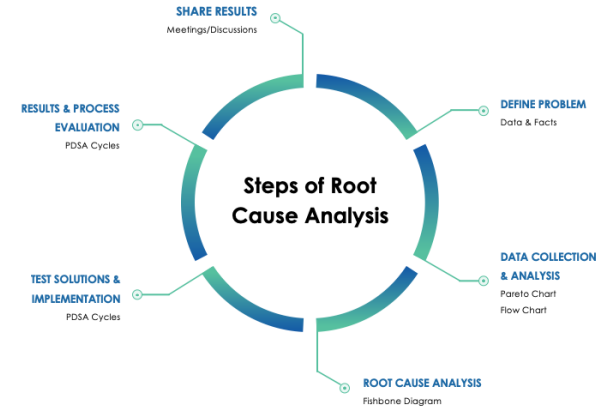 SHARE RESULTS
Meetings/Discussions
DEFINE PROBLEM
Data & Facts
RESULTS & PROCESS
EVALUATION
PDSA Cycles
Steps of Root
Cause Analysis
DATA COLLECTION
& ANALYSIS
Pareto Chart
Flow Chart
TEST SOLUTIONS &
IMPLEMENTATION
PDSA Cycles
ROOT CAUSE ANALYSIS
Fishbone Diagram